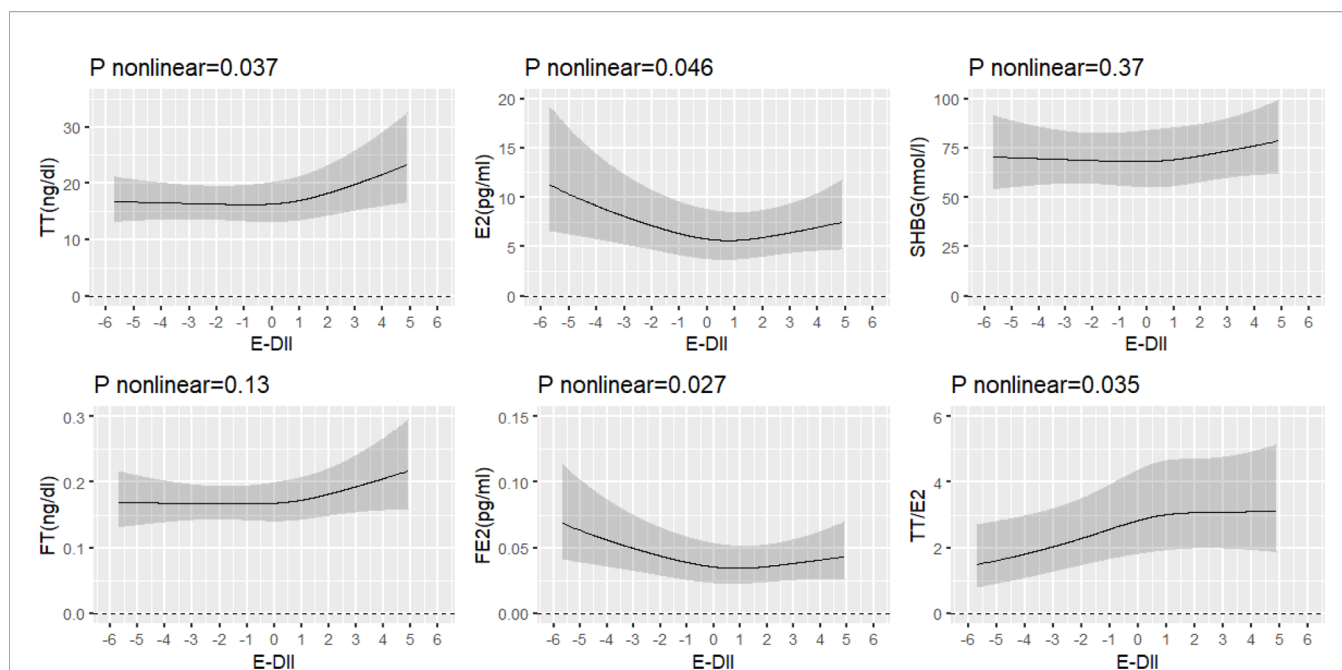 P nonlinear=0.037
TT(ng/dl)
30
20
10
0
-6 -5 -4 -3 -2 -1 0 1 2 3 4 5 6
E-DII
P nonlinear=0.046
E2(pg/ml)
20
15
10
5
0
-6 -5 -4 -3 -2 -1 0 1 2 3 4 5 6
E-DII
P nonlinear=0.37
SHBG(nmol/l)
100
75
50
25
0
-6 -5 -4 -3 -2 -1 0 1 2 3 4 5 6
E-DII
P nonlinear=0.13
FT(ng/dl)
0.3
0.2
0.1
0.0
-6 -5 -4 -3 -2 -1 0 1 2 3 4 5 6
E-DII
P nonlinear=0.027
FE2(pg/ml)
0.15
0.10
0.05
0.00
-6 -5 -4 -3 -2 -1 0 1 2 3 4 5 6
E-DII
P nonlinear=0.035
TT/E2
6
4
2
0
-6 -5 -4 -3 -2 -1 0 1 2 3 4 5 6
E-DII